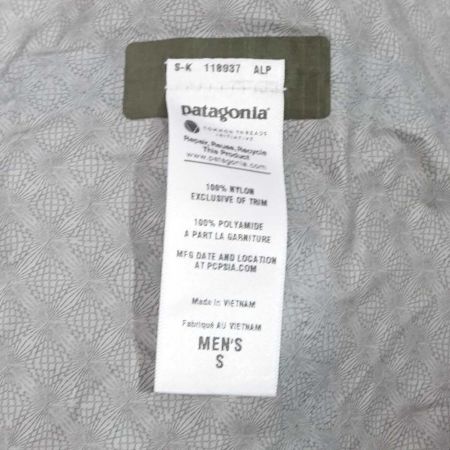 S-K 118937 ALP
patagonia®
COMMON THREADS
INITIATIVE
Repair, Reuse, Recycle
This Product
www.patagonia.com
100% NYLON
EXCLUSIVE OF TRIM
100% POLYAMIDE
A PART LA GARNITURE
MFG DATE AND LOCATION
AT PCPSIA.COM
Made in VIETNAM
Fabriqué AU VIETNAM
MEN'S
S